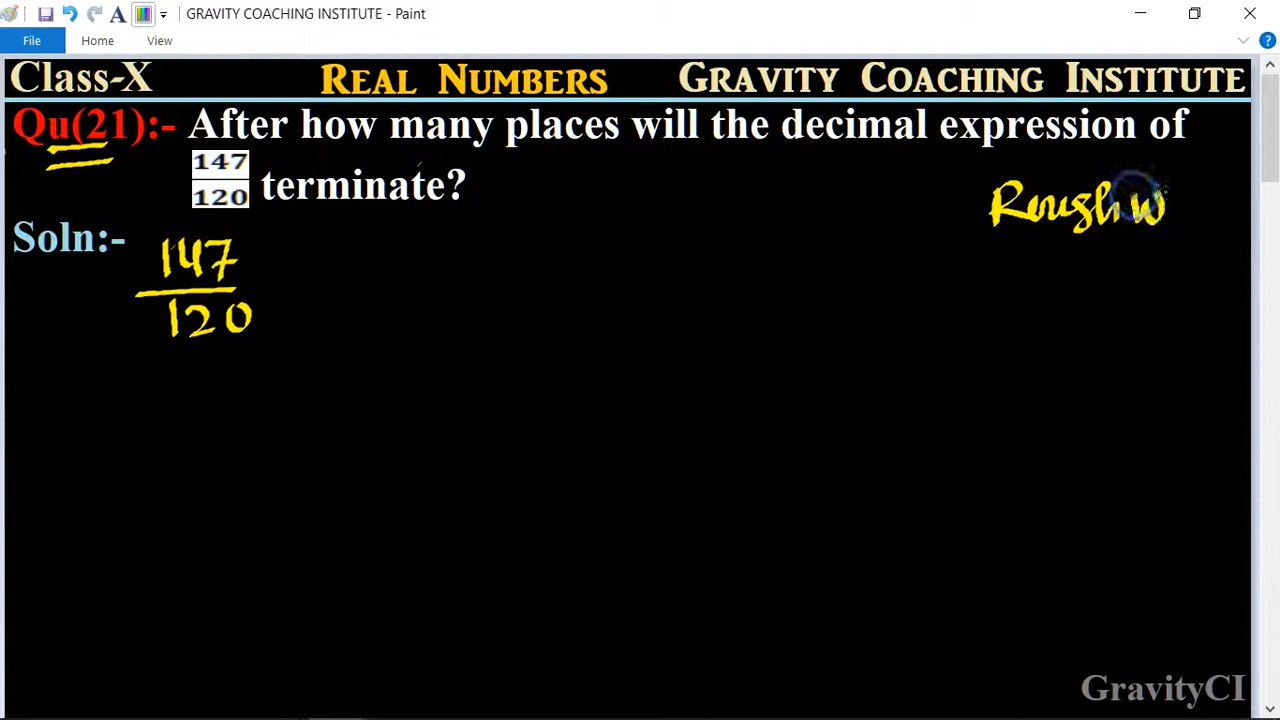 GRAVITY COACHING INSTITUTE - Paint
File Home View
Class-X REAL NUMBERS GRAVITY COACHING INSTITUTE
Qu(21):- After how many places will the decimal expression of
147
120 terminate?
Rough W
Soln:-
147
120
GravityCI